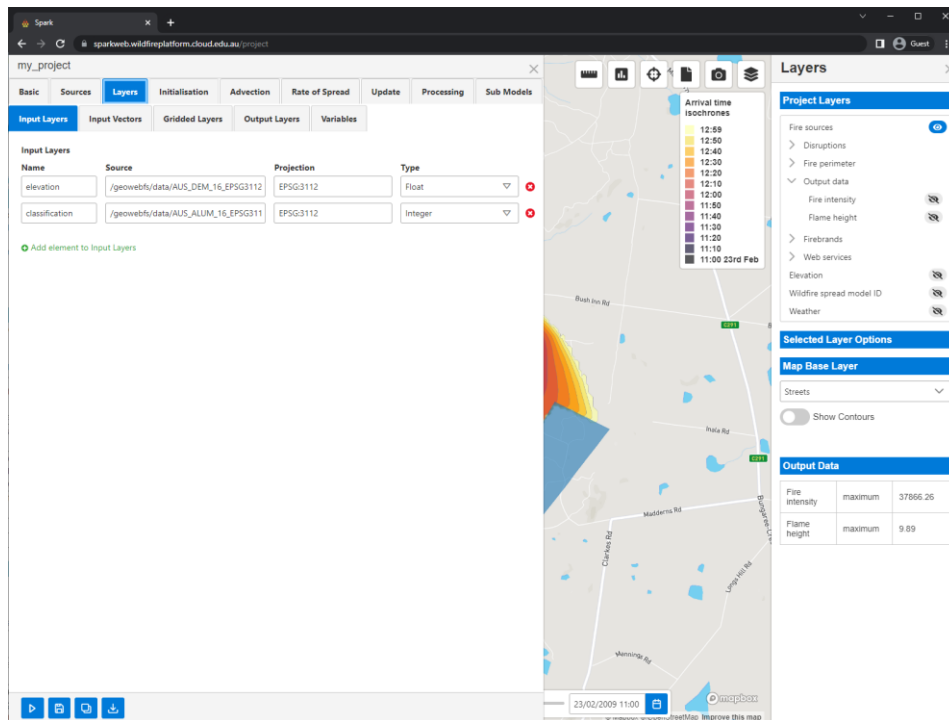 Spark
sparkweb.wildfireplatform.cloud.edu.au/project
Guest
my_project
Basic Sources Layers Initialisation Advection Rate of Spread Update Processing Sub Models
Input Layers Input Vectors Gridded Layers Output Layers Variables
Input Layers
Name Source Projection Type
elevation /geowebfs/data/AUS_DEM_16_EPSG3112 EPSG:3112 Float
classification /geowebfs/data/AUS_ALUM_16_EPSG311 EPSG:3112 Integer
Add element to Input Layers
Arrival time
isochrones
12:59
12:50
12:40
12:30
12:20
12:10
12:00
11:50
11:40
11:30
11:20
11:10
11:00 23rd Feb
Bush Inn Rd
C291
Inala Rd
C291
Madderns Rd
Clarkes Rd
Longs Hill Rd
Mennings Rd
23/02/2009 11:00
mapbox
© Mapbox © OpenStreetMap Improve this map
Layers
Project Layers
Fire sources
Disruptions
Fire perimeter
Output data
Fire intensity
Flame height
Firebrands
Web services
Elevation
Wildfire spread model ID
Weather
Selected Layer Options
Map Base Layer
Streets
Show Contours
Output Data
Fire intensity maximum 37866.26
Flame height maximum 9.89